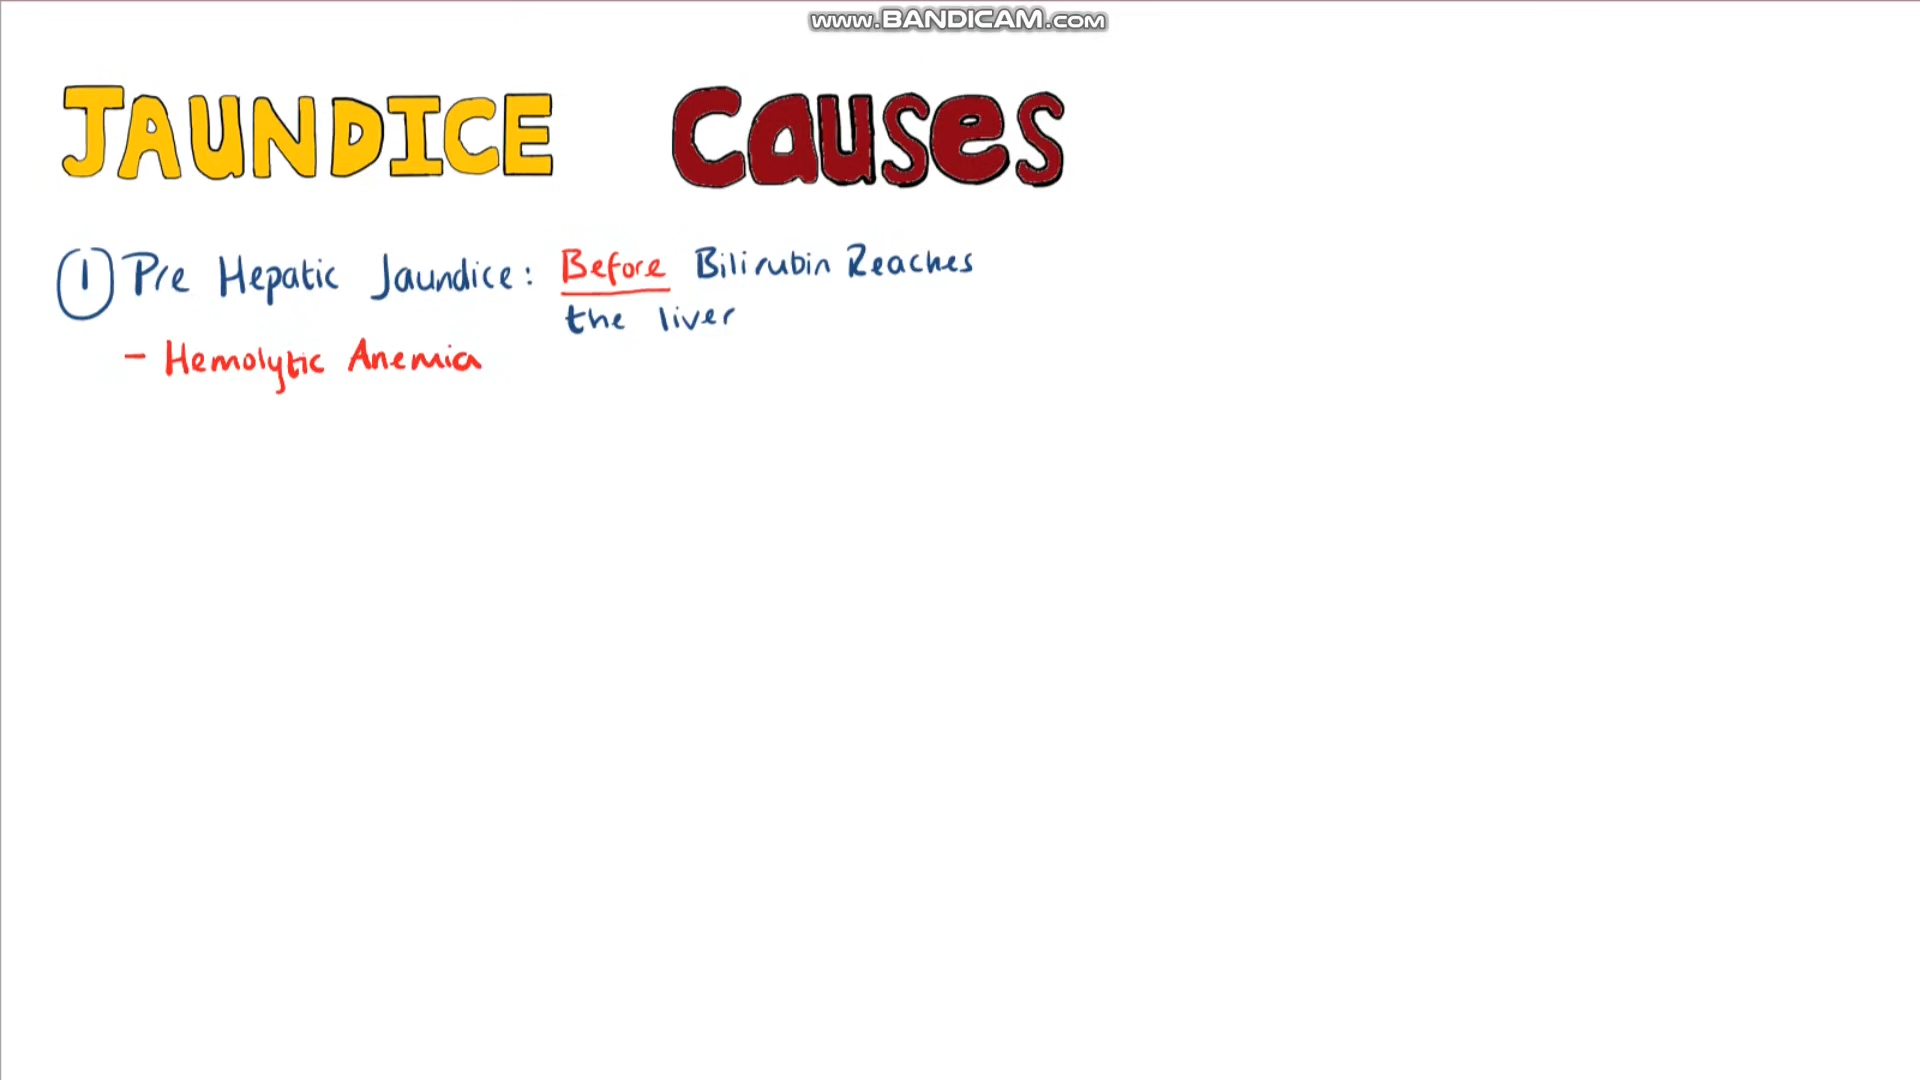 www.BANDICAM.com
JAUNDICE Causes
1 Pre Hepatic Jaundice: Before Bilirubin Reaches
the liver
- Hemolytic Anemia